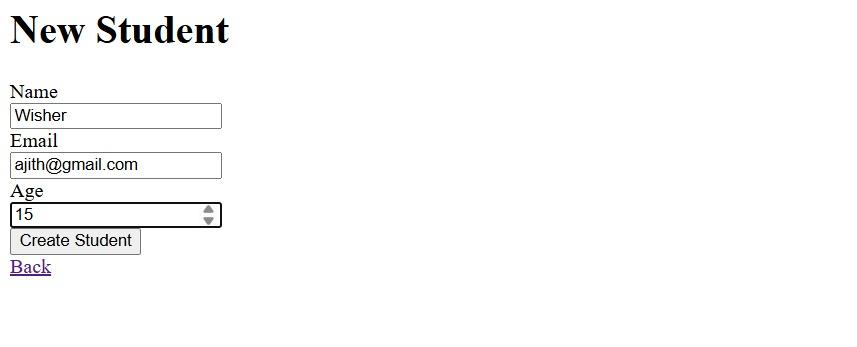 New Student
Name
Wisher
Email
ajith@gmail.com
Age
15
Create Student
Back